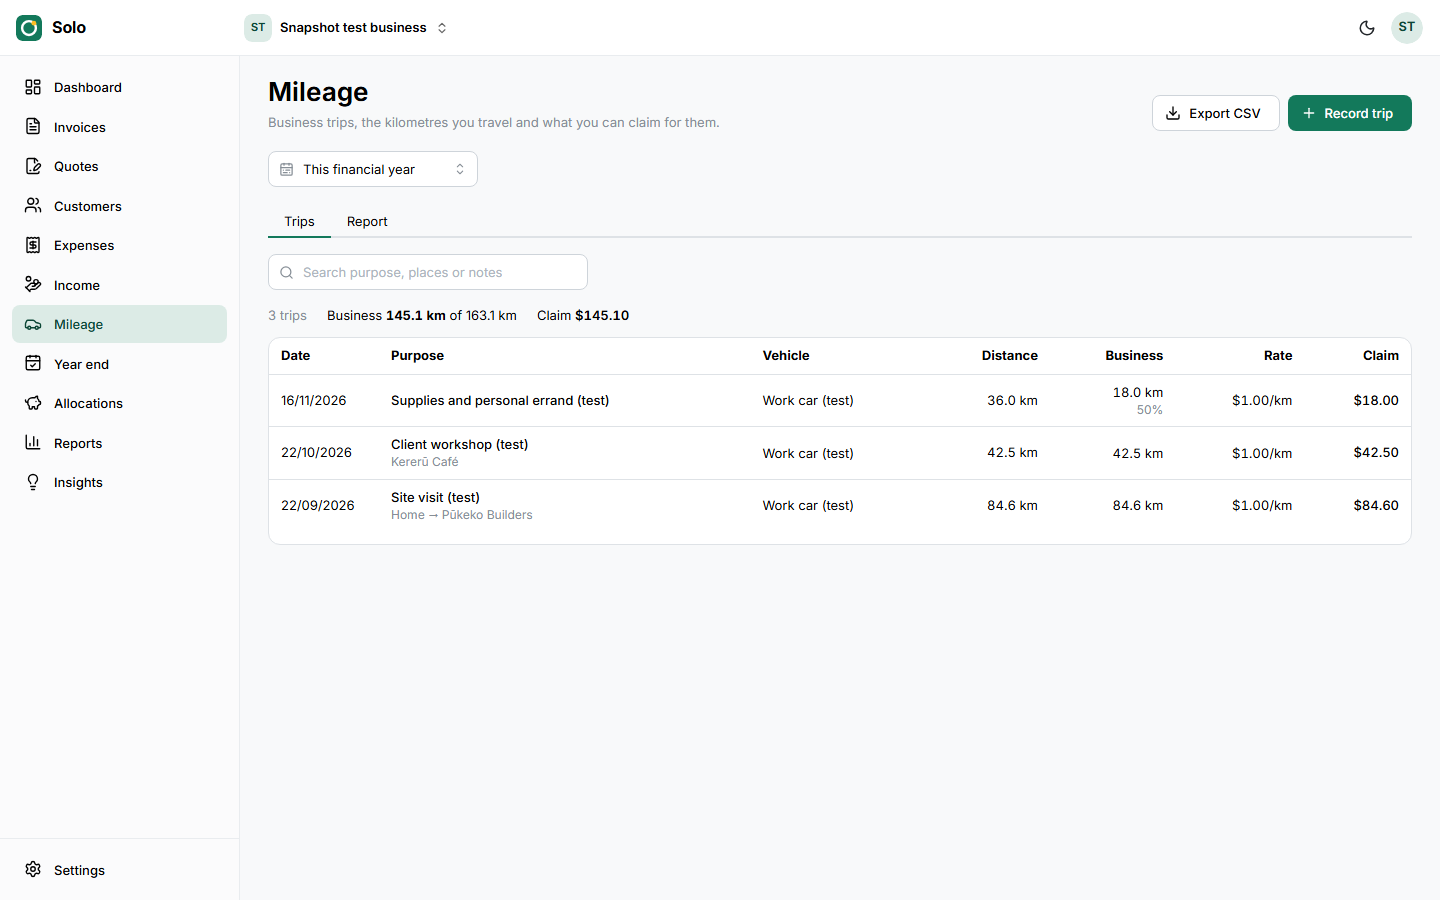 Solo
ST Snapshot test business
ST
Dashboard
Invoices
Quotes
Customers
Expenses
Income
Mileage
Year end
Allocations
Reports
Insights
Settings
Mileage
Business trips, the kilometres you travel and what you can claim for them.
Export CSV
Record trip
This financial year
Trips Report
Search purpose, places or notes
3 trips Business 145.1 km of 163.1 km Claim $145.10
Date Purpose Vehicle Distance Business Rate Claim
16/11/2026 Supplies and personal errand (test) Work car (test) 36.0 km 18.0 km $1.00/km $18.00
50%
22/10/2026 Client workshop (test) Work car (test) 42.5 km 42.5 km $1.00/km $42.50
Kererū Café
22/09/2026 Site visit (test) Work car (test) 84.6 km 84.6 km $1.00/km $84.60
Home → Pūkeko Builders